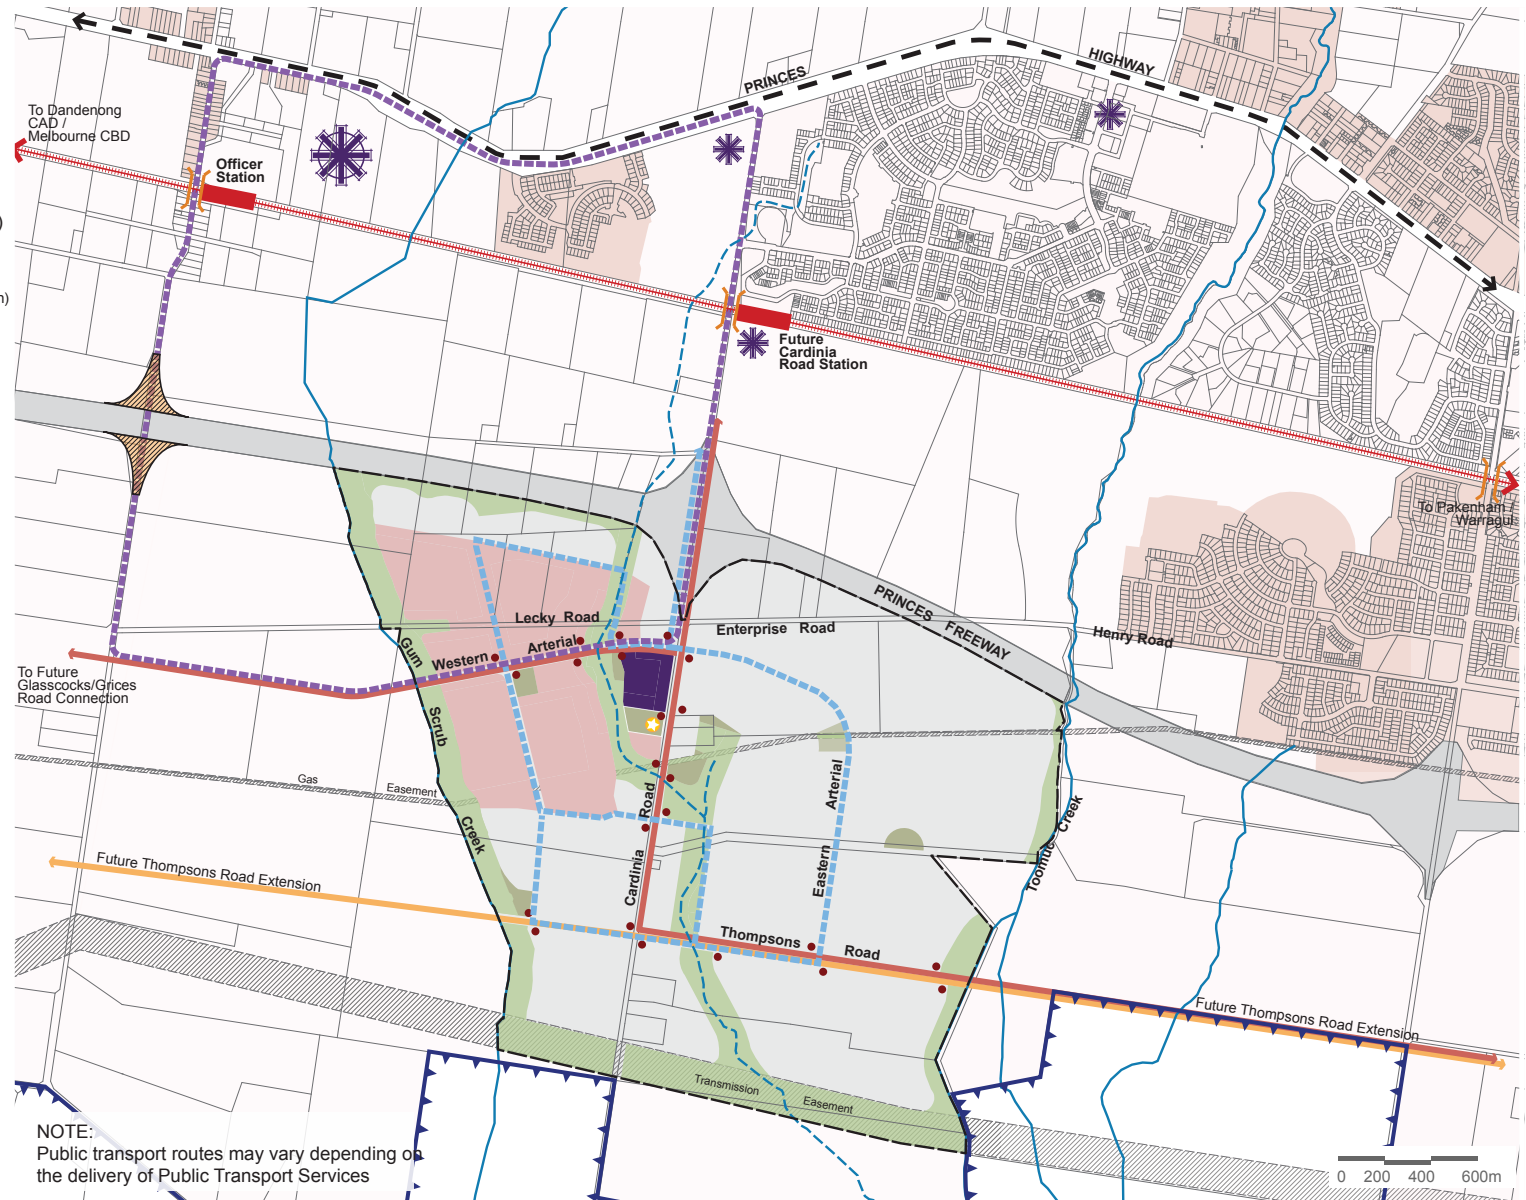 PRINCES
HIGHWAY
To Dandenong
CAD /
Melbourne CBD
Officer
Station
)
n)
Future
Cardinia
Road Station
To Pakenham /
Warragul
PRINCES FREEWAY
Lecky Road
Enterprise Road
Henry Road
Western Arterial
Gum Scrub Creek
To Future
Glasscocks/Grices
Road Connection
Gas Easement
Cardinia Road
Eastern Arterial
Toomuc Creek
Future Thompsons Road Extension
Thompsons Road
Future Thompsons Road Extension
Transmission Easement
NOTE:
Public transport routes may vary depending on
the delivery of Public Transport Services
0 200 400 600m